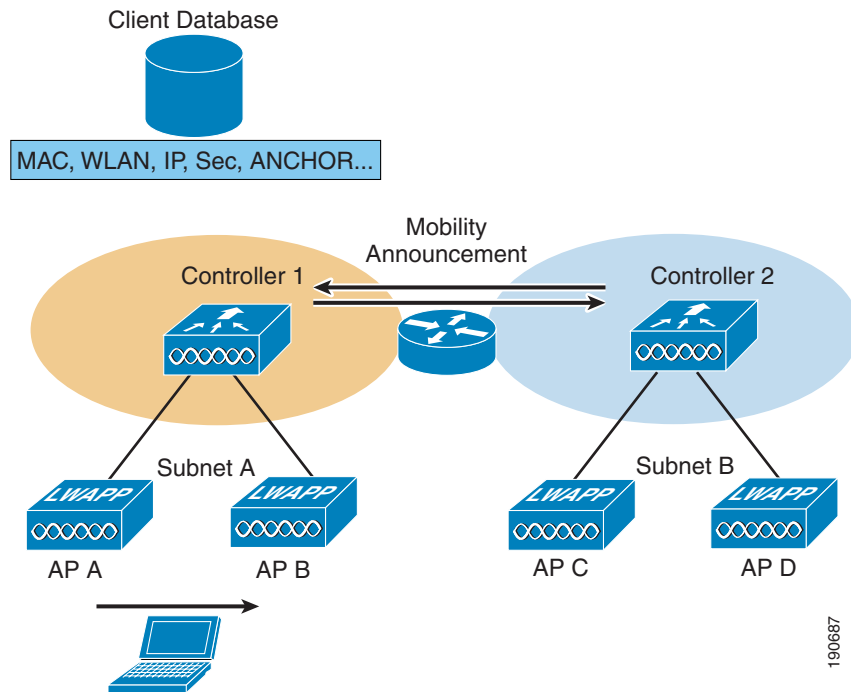 Client Database
MAC, WLAN, IP, Sec, ANCHOR...
Mobility
Announcement
Controller 1
Controller 2
Subnet A
Subnet B
LWAPP
LWAPP
LWAPP
LWAPP
AP A
AP B
AP C
AP D
190687